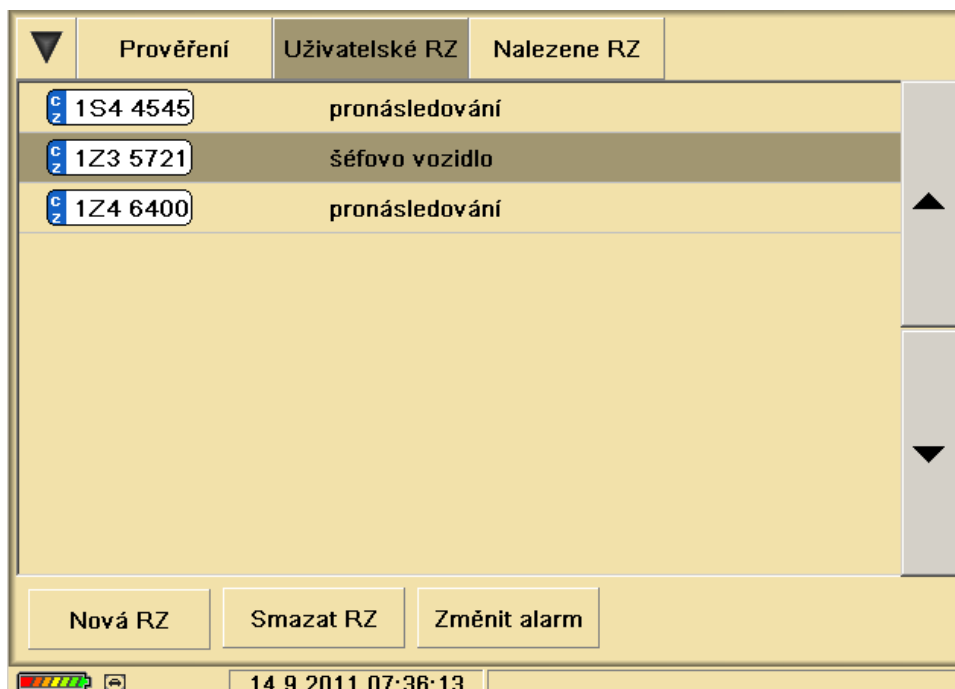 Prověření Uživatelské RZ Nalezene RZ
CZ 1S4 4545 pronásledování
CZ 1Z3 5721 šéfovo vozidlo
CZ 1Z4 6400 pronásledování
Nová RZ Smazat RZ Změnit alarm
14.9.2011 07:36:13